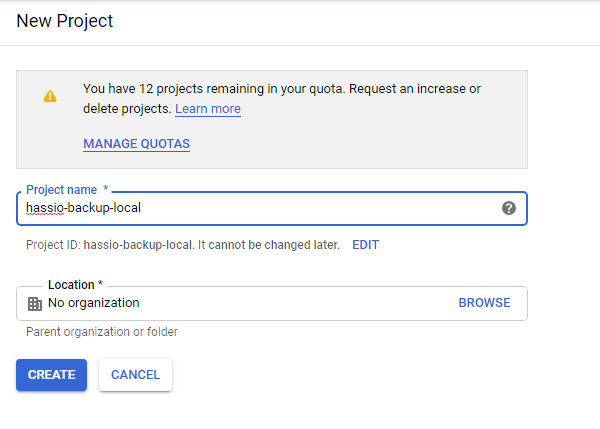 New Project
You have 12 projects remaining in your quota. Request an increase or
delete projects. Learn more
MANAGE QUOTAS
Project name *
hassio-backup-local
Project ID: hassio-backup-local. It cannot be changed later. EDIT
Location *
No organization BROWSE
Parent organization or folder
CREATE CANCEL